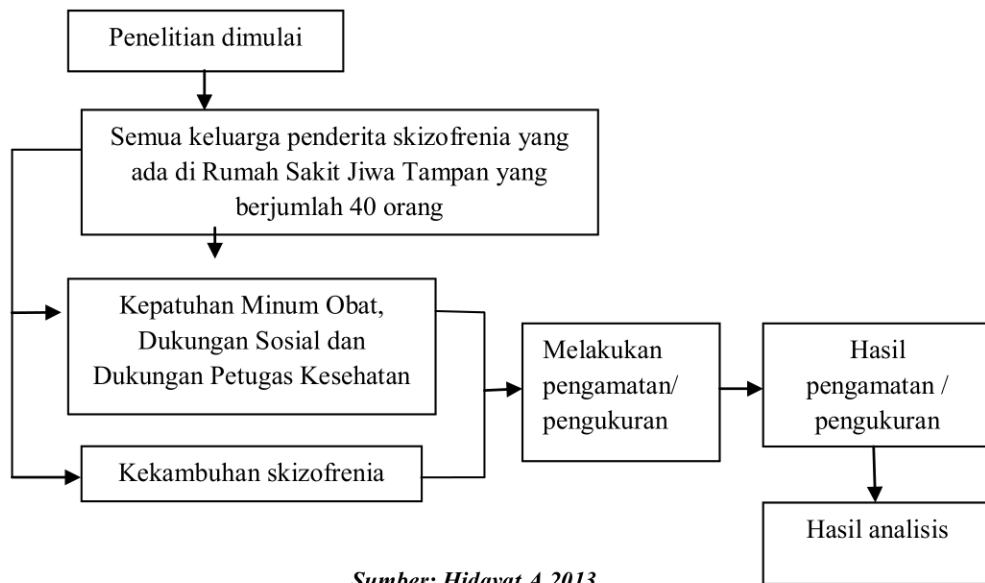 Penelitian dimulai
Semua keluarga penderita skizofrenia yang
ada di Rumah Sakit Jiwa Tampan yang
berjumlah 40 orang
Kepatuhan Minum Obat,
Dukungan Sosial dan
Dukungan Petugas Kesehatan
Kekambuhan skizofrenia
Melakukan
pengamatan/
pengukuran
Hasil
pengamatan /
pengukuran
Hasil analisis
Sumber: Hidayat A 2013